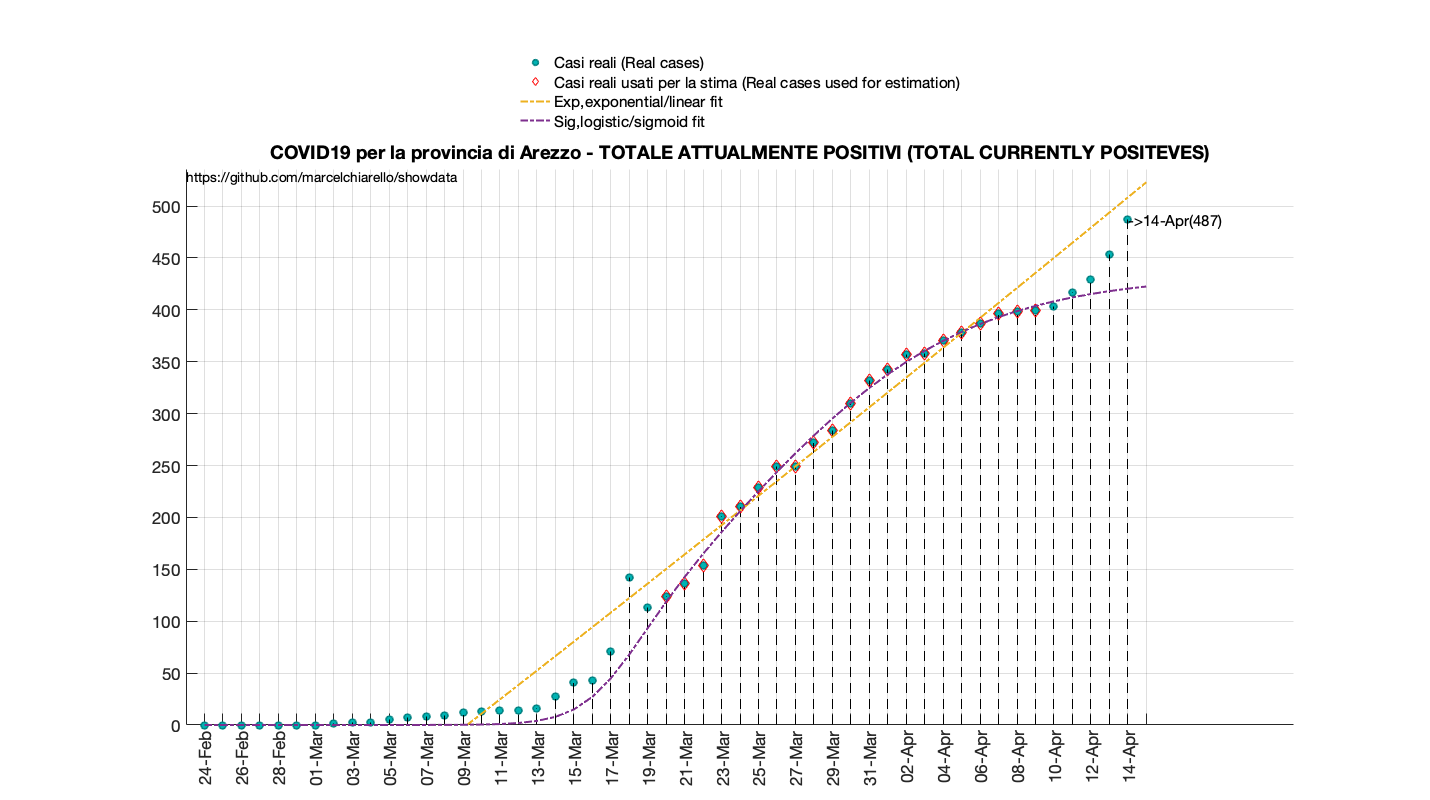 Casi reali (Real cases)
Casi reali usati per la stima (Real cases used for estimation)
Exp,exponential/linear fit
Sig,logistic/sigmoid fit
COVID19 per la provincia di Arezzo - TOTALE ATTUALMENTE POSITIVI (TOTAL CURRENTLY POSITEVES)
https://github.com/marcelchiarello/showdata
500
450
400
350
300
250
200
150
100
50
0
->14-Apr(487)
24-Feb
26-Feb
28-Feb
01-Mar
03-Mar
05-Mar
07-Mar
09-Mar
11-Mar
13-Mar
15-Mar
17-Mar
19-Mar
21-Mar
23-Mar
25-Mar
27-Mar
29-Mar
31-Mar
02-Apr
04-Apr
06-Apr
08-Apr
10-Apr
12-Apr
14-Apr